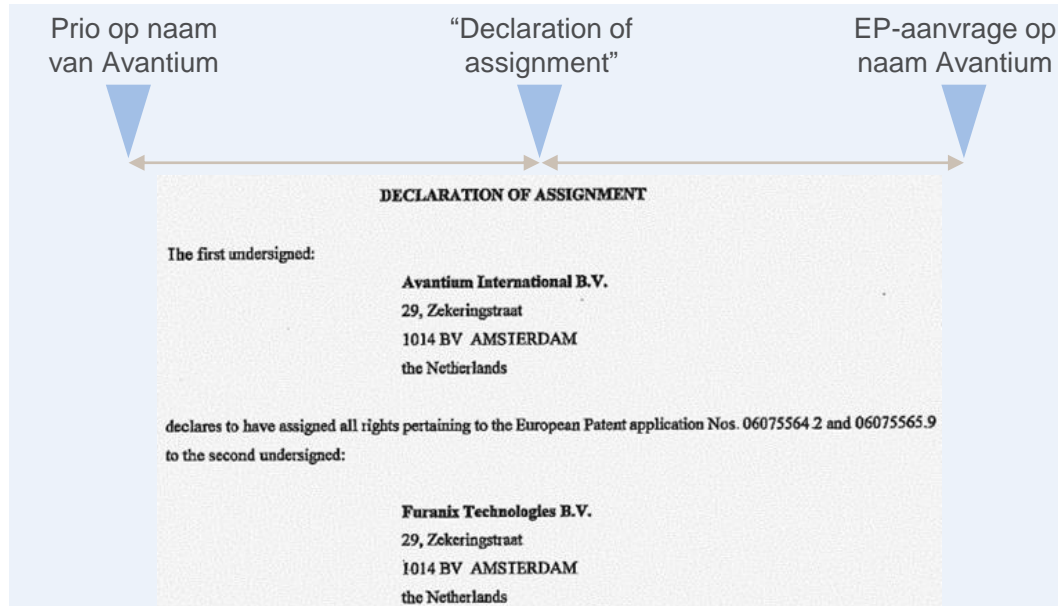 Prio op naam
van Avantium
“Declaration of
assignment”
EP-aanvrage op
naam Avantium
DECLARATION OF ASSIGNMENT
The first undersigned:
Avantium International B.V.
29, Zekeringstraat
1014 BV AMSTERDAM
the Netherlands
declares to have assigned all rights pertaining to the European Patent application Nos. 06075564.2 and 06075565.9
to the second undersigned:
Furanix Technologies B.V.
29, Zekeringstraat
1014 BV AMSTERDAM
the Netherlands